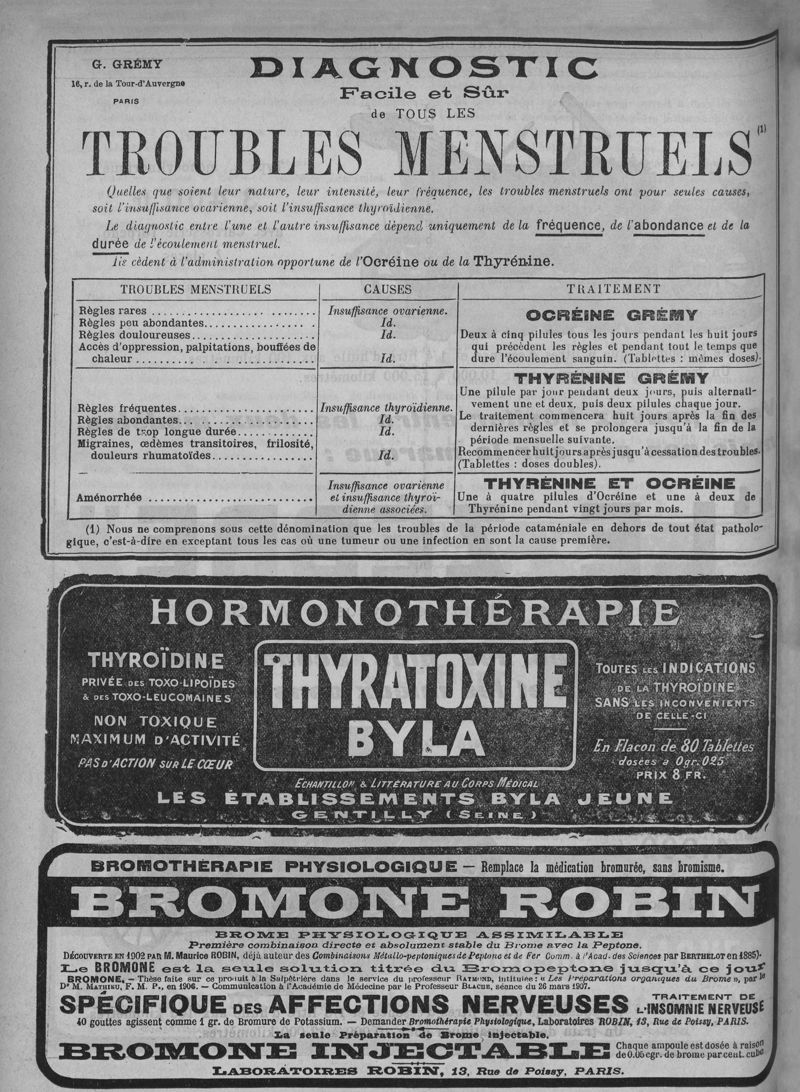 G. GRÉMY
16, r. de la Tour-d'Auvergne
PARIS
DIAGNOSTIC
Facile et Sûr
de TOUS LES
TROUBLES MENSTRUELS (1)
Quelles que soient leur nature, leur intensité, leur fréquence, les troubles menstruels ont pour seules causes,
soit l'insuffisance ovarienne, soit l'insuffisance thyroïdienne.
Le diagnostic entre l'une et l'autre insuffisance dépend uniquement de la fréquence, de l'abondance et de la
durée de l'écoulement menstruel.
Ils cèdent à l'administration opportune de l'Ocréine ou de la Thyrénine.
TROUBLES MENSTRUELS CAUSES TRAITEMENT
Règles rares Insuffisance ovarienne.
Règles peu abondantes Id.
Règles douloureuses Id.
Accès d'oppression, palpitations, bouffées de
chaleur Id.
OCRÉINE GRÉMY
Deux à cinq pilules tous les jours pendant les huit jours
qui précèdent les règles et pendant tout le temps que
dure l'écoulement sanguin. (Tablettes : mêmes doses).
Règles fréquentes Insuffisance thyroïdienne.
Règles abondantes Id.
Règles de trop longue durée Id.
Migraines, œdèmes transitoires, frilosité,
douleurs rhumatoïdes Id.
THYRÉNINE GRÉMY
Une pilule par jour pendant deux jours, puis alternati-
vement une et deux, puis deux pilules chaque jour.
Le traitement commencera huit jours après la fin des
dernières règles et se prolongera jusqu'à la fin de la
période mensuelle suivante.
Recommencer huit jours après jusqu'à cessation des troubles.
(Tablettes : doses doubles).
Aménorrhée
Insuffisance ovarienne
et insuffisance thyroï-
dienne associées.
THYRÉNINE ET OCRÉINE
Une à quatre pilules d'Ocréine et une à deux de
Thyrénine pendant vingt jours par mois.
(1) Nous ne comprenons sous cette dénomination que les troubles de la période cataméniale en dehors de tout état patholo-
gique, c'est-à-dire en exceptant tous les cas où une tumeur ou une infection en sont la cause première.
HORMONOTHÉRAPIE
THYROÏDINE
PRIVÉE DES TOXO-LIPOÏDES
& DES TOXO-LEUCOMAINES
NON TOXIQUE
MAXIMUM D'ACTIVITÉ
PAS D'ACTION SUR LE CŒUR
THYRATOXINE
BYLA
TOUTES LES INDICATIONS
DE LA THYROÏDINE
SANS LES INCONVENIENTS
DE CELLE-CI
En Flacon de 80 Tablettes
dosées a 0gr.025
PRIX 8 FR.
ECHANTILLON & LITTÉRATURE AU CORPS MÉDICAL
LES ÉTABLISSEMENTS BYLA JEUNE
GENTILLY (SEINE)
BROMOTHÉRAPIE PHYSIOLOGIQUE — Remplace la médication bromurée, sans bromisme.
BROMONE ROBIN
BROME PHYSIOLOGIQUE ASSIMILABLE
Première combinaison directe et absolument stable du Brome avec la Peptone.
DÉCOUVERTE EN 1902 PAR M. Maurice ROBIN, déjà auteur des Combinaisons Métallo-peptoniques de Peptone et de Fer Comm. à l'Acad. des Sciences par BERTHELOT en 1885).
Le BROMONE est la seule solution titrée du Bromopeptone jusqu'à ce jour
BROMONE. — Thèse faite sur ce produit à la Salpêtrière dans le service du professeur RAYMOND, intitulée : « Les Préparations organiques du Brome », par le
Dr M. MATHIEU, F. M. P., en 1906. — Communication à l'Académie de Médecine par le Professeur BLACHE, séance du 26 mars 1907.
SPÉCIFIQUE DES AFFECTIONS NERVEUSES
TRAITEMENT DE
L'INSOMNIE NERVEUSE
40 gouttes agissent comme 1 gr. de Bromure de Potassium. — Demander Bromothérapie Physiologique, Laboratoires ROBIN, 13, Rue de Poissy, PARIS.
La seule Préparation de Brome injectable.
BROMONE INJECTABLE
Chaque ampoule est dosée à raison
de 0.05 cgr. de brome par cent. cube
LABORATOIRES ROBIN, 13, Rue de Poissy, PARIS.